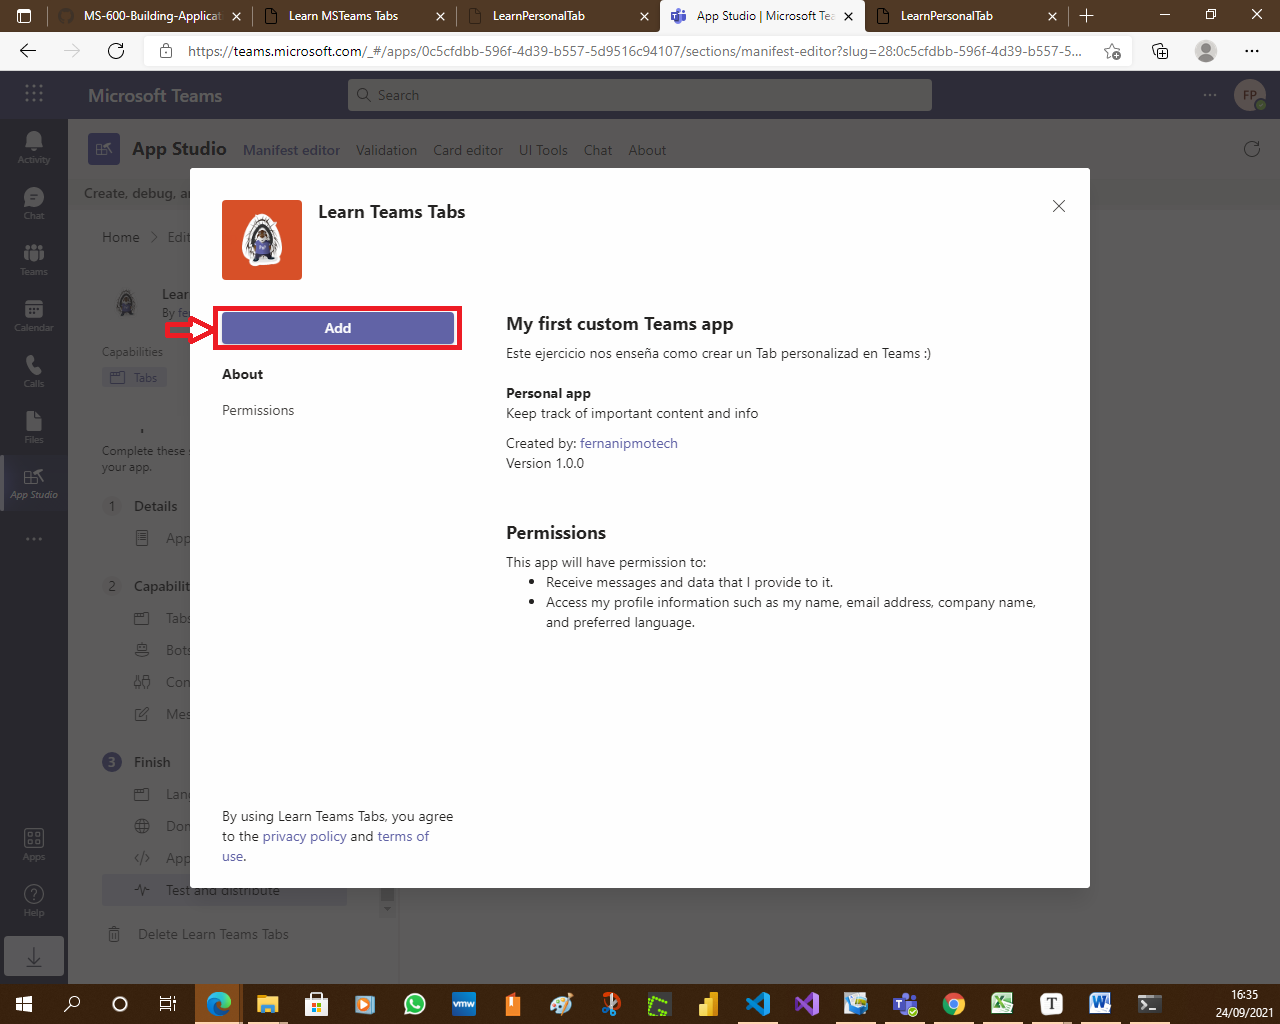 MS-600-Building-Applicat
Learn MSTeams Tabs
LearnPersonalTab
App Studio | Microsoft Tea
LearnPersonalTab
https://teams.microsoft.com/_#/apps/0c5cfdbb-596f-4d39-b557-5d9516c94107/sections/manifest-editor?slug=28:0c5cfdbb-596f-4d39-b557-5...
Microsoft Teams
Search
FP
Activity
Chat
Teams
Calendar
Calls
Files
App Studio
Apps
Help
App Studio
Manifest editor
Validation
Card editor
UI Tools
Chat
About
Create, debug, a
Home
Edit
Lear
By fe
Capabilities
Tabs
Complete these s
your app.
1 Details
App
2 Capabilit
Tabs
Bots
Con
Mes
3 Finish
Lan
Dom
App
Test and distribute
Delete Learn Teams Tabs
Learn Teams Tabs
Add
About
Permissions
By using Learn Teams Tabs, you agree
to the privacy policy and terms of
use.
My first custom Teams app
Este ejercicio nos enseña como crear un Tab personalizad en Teams :)
Personal app
Keep track of important content and info
Created by: fernanipmotech
Version 1.0.0
Permissions
This app will have permission to:
Receive messages and data that I provide to it.
Access my profile information such as my name, email address, company name,
and preferred language.
vmw
16:35
24/09/2021